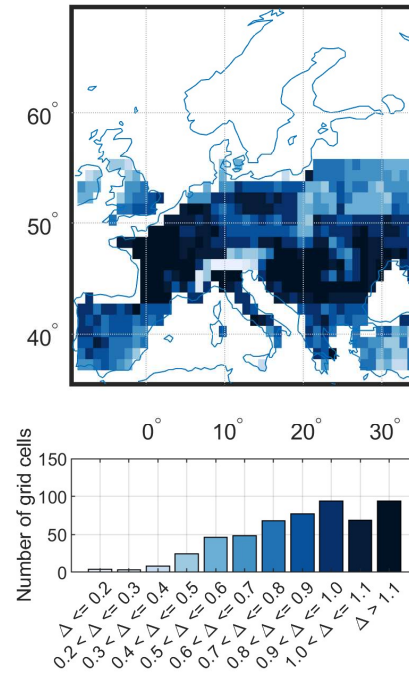 60°
50°
40°
0° 10° 20° 30°
Number of grid cells
150
100
50
0
Δ <= 0.2
0.2 < Δ <= 0.3
0.3 < Δ <= 0.4
0.4 < Δ <= 0.5
0.5 < Δ <= 0.6
0.6 < Δ <= 0.7
0.7 < Δ <= 0.8
0.8 < Δ <= 0.9
0.9 < Δ <= 1.0
1.0 < Δ <= 1.1
Δ > 1.1